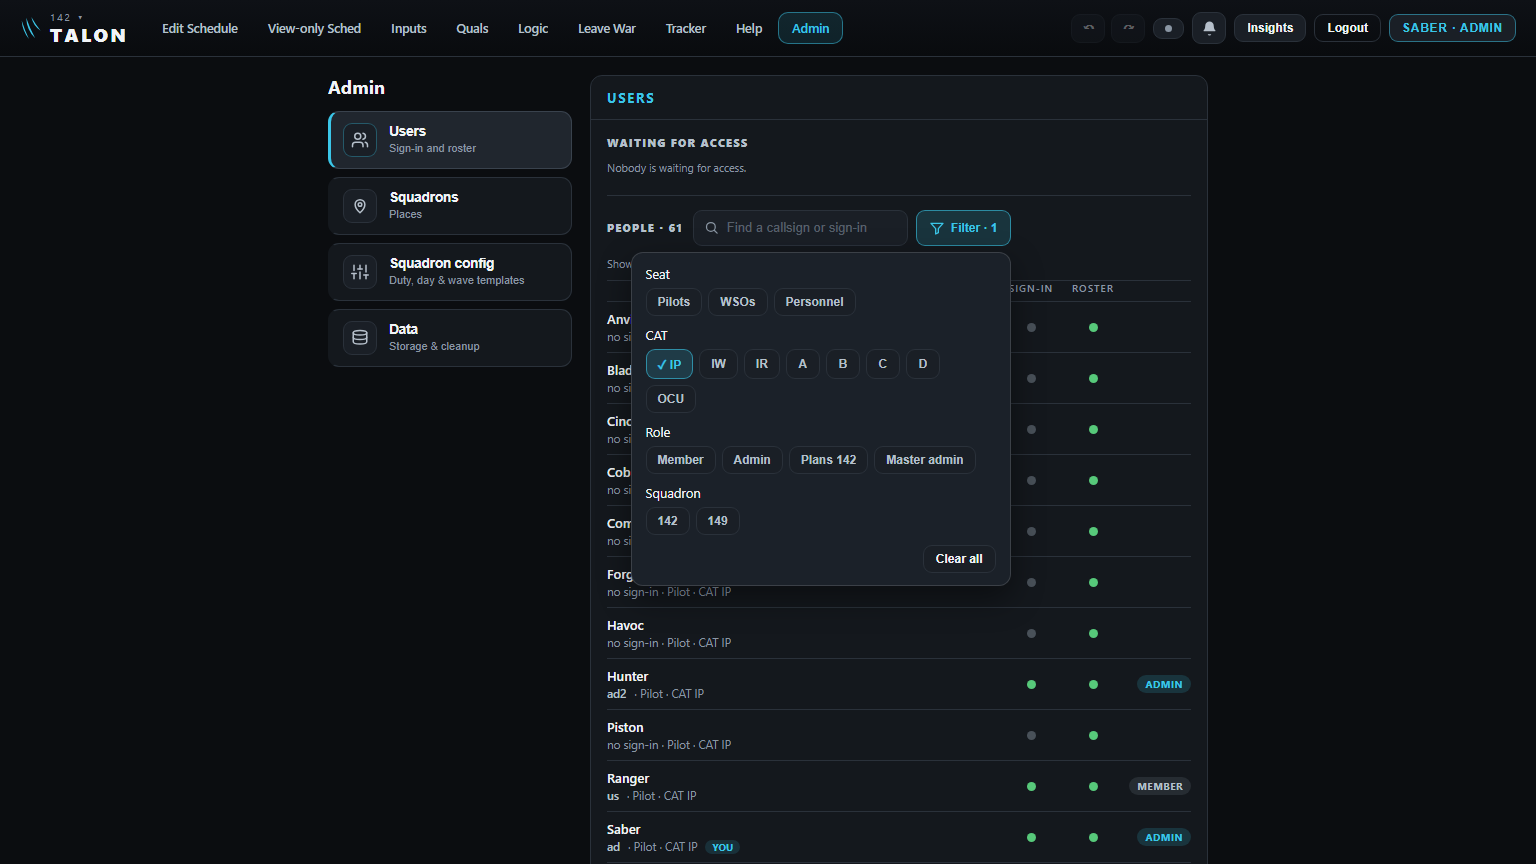 142 ▾
TALON
Edit Schedule
View-only Sched
Inputs
Quals
Logic
Leave War
Tracker
Help
Admin
Insights
Logout
SABER · ADMIN
Admin
Users
Sign-in and roster
Squadrons
Places
Squadron config
Duty, day & wave templates
Data
Storage & cleanup
USERS
WAITING FOR ACCESS
Nobody is waiting for access.
PEOPLE · 61
Find a callsign or sign-in
Filter · 1
Seat
Pilots
WSOs
Personnel
CAT
✓ IP
IW
IR
A
B
C
D
OCU
Role
Member
Admin
Plans 142
Master admin
Squadron
142
149
Clear all
SIGN-IN
ROSTER
no sign-in · Pilot · CAT IP
Havoc
no sign-in · Pilot · CAT IP
Hunter
ad2 · Pilot · CAT IP
ADMIN
Piston
no sign-in · Pilot · CAT IP
Ranger
us · Pilot · CAT IP
MEMBER
Saber
ad · Pilot · CAT IP YOU
ADMIN